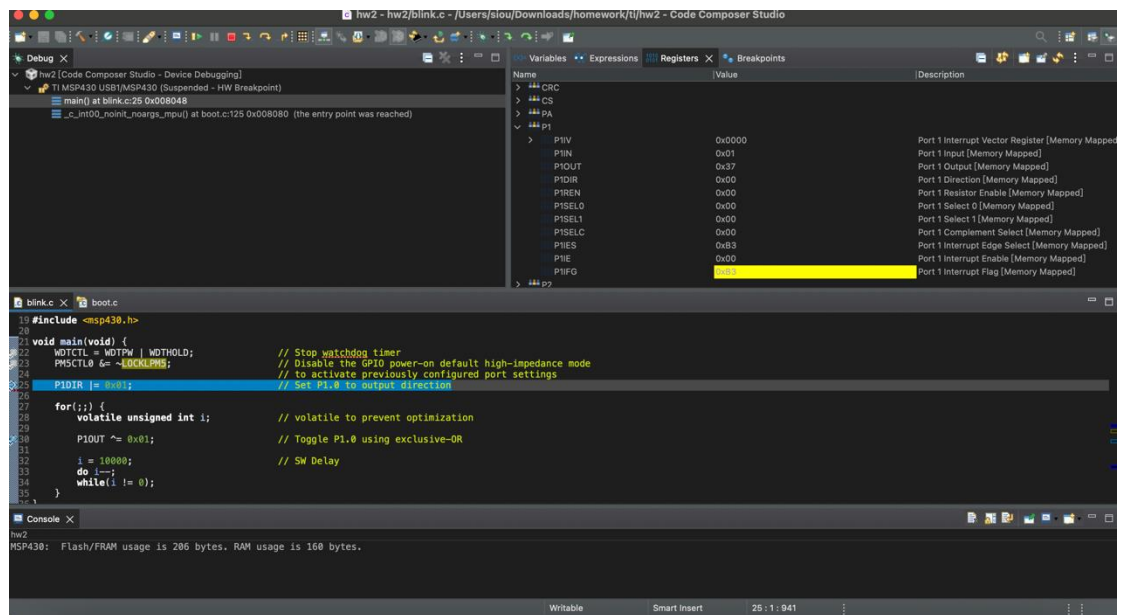 hw2 - hw2/blink.c - /Users/siou/Downloads/homework/ti/hw2 - Code Composer Studio
Debug
hw2 [Code Composer Studio - Device Debugging]
TI MSP430 USB1/MSP430 (Suspended - HW Breakpoint)
main() at blink.c:25 0x008048
_c_int00_noinit_noargs_mpu() at boot.c:125 0x008080 (the entry point was reached)
Variables Expressions Registers Breakpoints
Name Value Description
CRC
CS
PA
P1
P1IV 0x0000 Port 1 Interrupt Vector Register [Memory Mapped
P1IN 0x01 Port 1 Input [Memory Mapped]
P1OUT 0x37 Port 1 Output [Memory Mapped]
P1DIR 0x00 Port 1 Direction [Memory Mapped]
P1REN 0x00 Port 1 Resistor Enable [Memory Mapped]
P1SEL0 0x00 Port 1 Select 0 [Memory Mapped]
P1SEL1 0x00 Port 1 Select 1 [Memory Mapped]
P1SELC 0x00 Port 1 Complement Select [Memory Mapped]
P1IES 0xB3 Port 1 Interrupt Edge Select [Memory Mapped]
P1IE 0x00 Port 1 Interrupt Enable [Memory Mapped]
P1IFG 0xB3 Port 1 Interrupt Flag [Memory Mapped]
P2
blink.c boot.c
19 #include <msp430.h>
20
21 void main(void) {
22 WDTCTL = WDTPW | WDTHOLD; // Stop watchdog timer
23 PM5CTL0 &= ~LOCKLPM5; // Disable the GPIO power-on default high-impedance mode
24 // to activate previously configured port settings
25 P1DIR |= 0x01; // Set P1.0 to output direction
26
27 for(;;) {
28 volatile unsigned int i; // volatile to prevent optimization
29
30 P1OUT ^= 0x01; // Toggle P1.0 using exclusive-OR
31
32 i = 10000; // SW Delay
33 do i--;
34 while(i != 0);
35 }
Console
hw2
MSP430: Flash/FRAM usage is 206 bytes. RAM usage is 160 bytes.
Writable Smart Insert 25 : 1 : 941